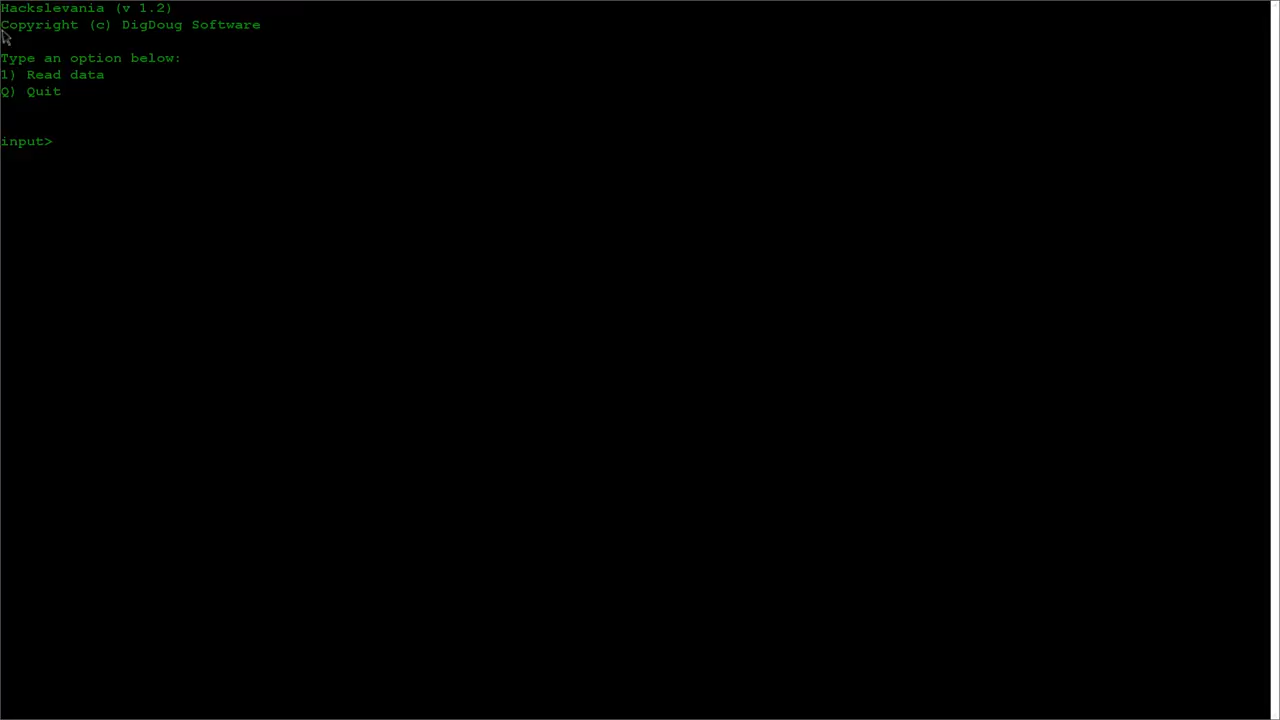 Hackslevania (v 1.2)
Copyright (c) DigDoug Software
Type an option below:
1) Read data
Q) Quit
input>